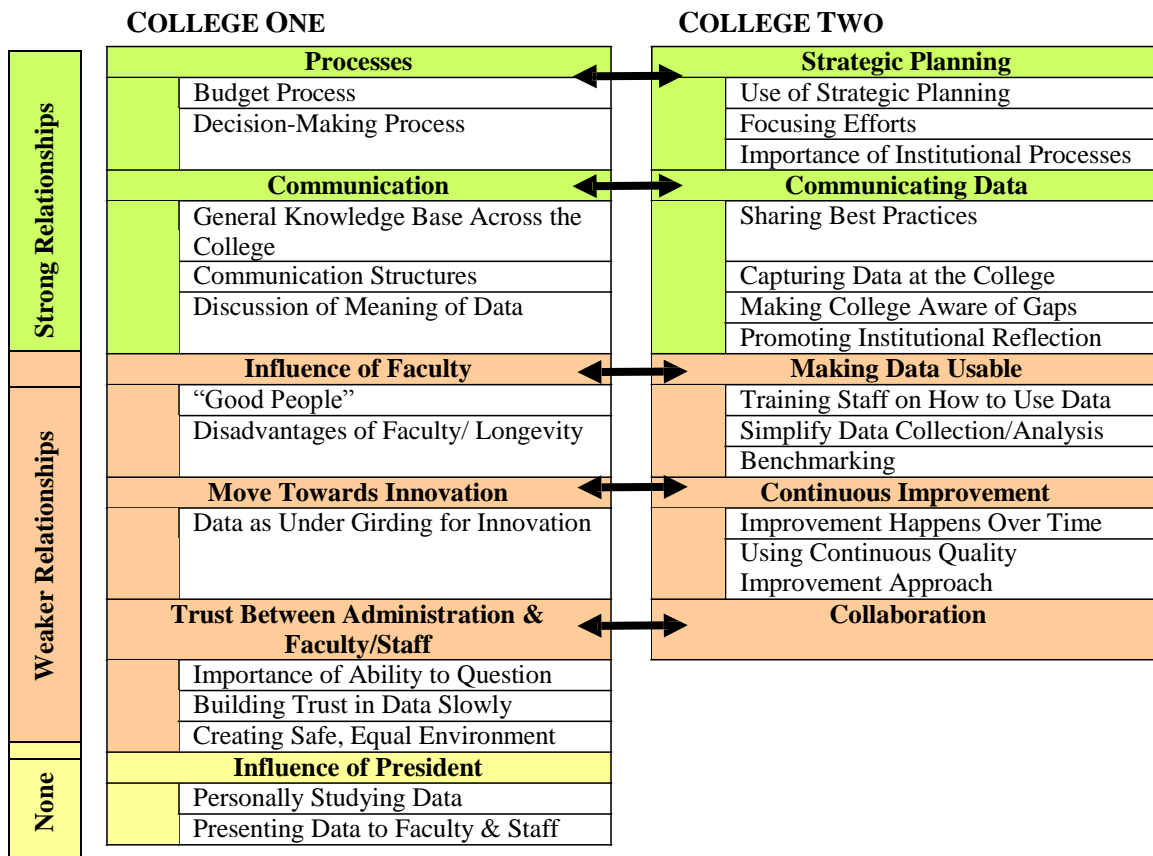 COLLEGE ONE
COLLEGE TWO
Strong Relationships
Processes
Strategic Planning
Budget Process
Use of Strategic Planning
Decision-Making Process
Focusing Efforts
Importance of Institutional Processes
Communication
Communicating Data
General Knowledge Base Across the
College
Sharing Best Practices
Communication Structures
Capturing Data at the College
Discussion of Meaning of Data
Making College Aware of Gaps
Promoting Institutional Reflection
Weaker Relationships
Influence of Faculty
Making Data Usable
“Good People”
Training Staff on How to Use Data
Disadvantages of Faculty/ Longevity
Simplify Data Collection/Analysis
Benchmarking
Move Towards Innovation
Continuous Improvement
Data as Under Girding for Innovation
Improvement Happens Over Time
Using Continuous Quality
Improvement Approach
Trust Between Administration &
Faculty/Staff
Collaboration
Importance of Ability to Question
Building Trust in Data Slowly
Creating Safe, Equal Environment
None
Influence of President
Personally Studying Data
Presenting Data to Faculty & Staff